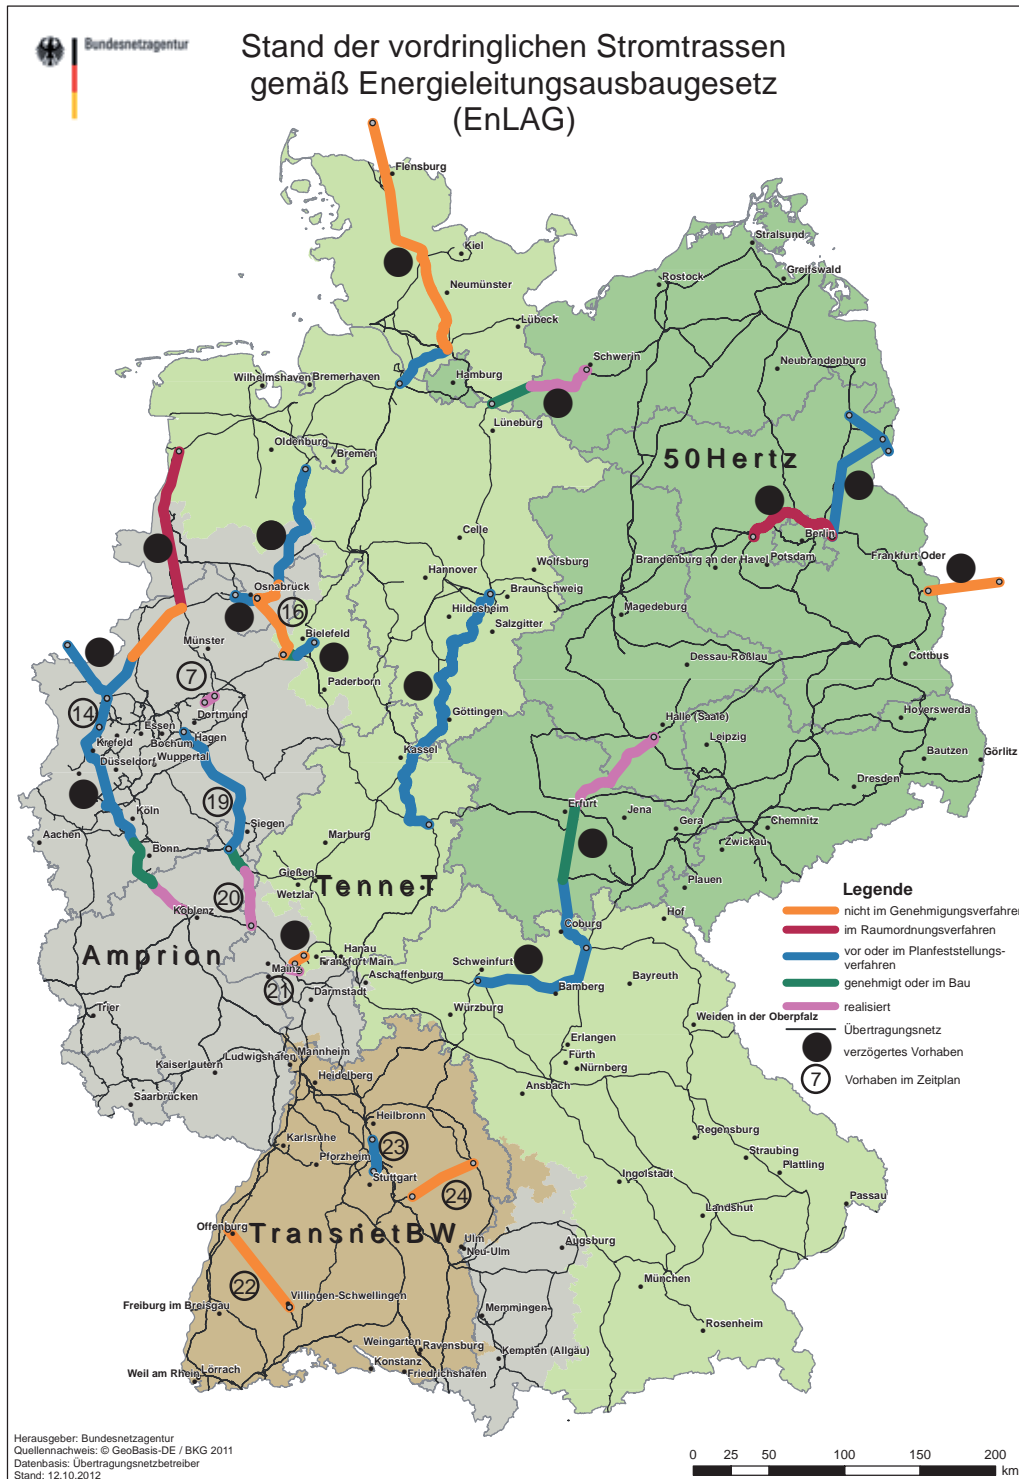 Bundesnetzagentur
Stand der vordringlichen Stromtrassen
gemäß Energieleitungsausbaugesetz
(EnLAG)
Flensburg
Kiel
Stralsund
Greifswald
Rostock
Neumünster
Lübeck
Schwerin
Neubrandenburg
Wilhelmshaven
Bremerhaven
Hamburg
Lüneburg
Oldenburg
Bremen
50Hertz
Celle
Berlin
Wolfsburg
Brandenburg an der Havel
Potsdam
Frankfurt Oder
Hannover
Osnabrück
Braunschweig
Hildesheim
16
Magedeburg
Salzgitter
Bielefeld
Münster
Dessau-Roßlau
Cottbus
7
Paderborn
14
Dortmund
Göttingen
Halle (Saale)
Hoyerswerda
Essen
Krefeld
Bochum
Hagen
Leipzig
Kassel
Bautzen
Görlitz
Wuppertal
Düsseldorf
Dresden
19
Köln
Erfurt
Jena
Siegen
Gera
Chemnitz
Aachen
Marburg
Zwickau
Bonn
Gießen
TenneT
Plauen
Wetzlar
20
Legende
Koblenz
Hof
nicht im Genehmigungsverfahren
Coburg
im Raumordnungsverfahren
Amprion
Hanau
Frankfurt Main
Mainz
Schweinfurt
vor oder im Planfeststellungs-
verfahren
Aschaffenburg
Bayreuth
genehmigt oder im Bau
21
Bamberg
Darmstadt
realisiert
Trier
Würzburg
Weiden in der Oberpfalz
Übertragungsnetz
Erlangen
Mannheim
Ludwigshafen
Fürth
verzögertes Vorhaben
Kaiserlautern
Nürnberg
Heidelberg
7
Vorhaben im Zeitplan
Ansbach
Saarbrücken
Heilbronn
Regensburg
Karlsruhe
23
Pforzheim
Straubing
Plattling
Stuttgart
Ingolstadt
24
Passau
Landshut
Offenburg
TransnetBW
Ulm
Neu-Ulm
Augsburg
22
München
Villingen-Schwellingen
Freiburg im Breisgau
Memmingen
Rosenheim
Weingarten
Ravensburg
Kempten (Allgäu)
Lörrach
Konstanz
Weil am Rhein
Friedrichshafen
Herausgeber: Bundesnetzagentur
Quellennachweis: © GeoBasis-DE / BKG 2011
Datenbasis: Übertragungsnetzbetreiber
Stand: 12.10.2012
0 25 50 100 150 200
km